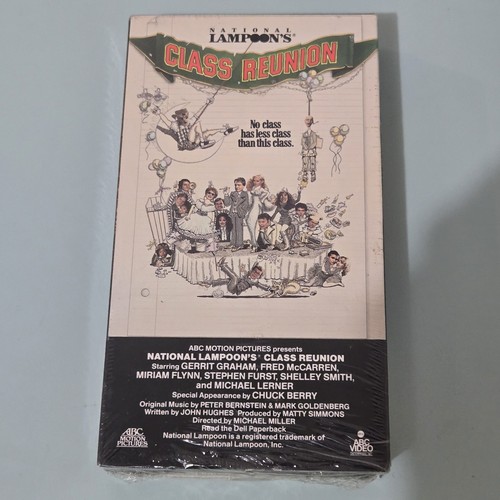 NATIONAL
LAMPOON'S®
CLASS REUNION
No class
has less class
than this class.
ABC MOTION PICTURES presents
NATIONAL LAMPOON'S® CLASS REUNION
Starring GERRIT GRAHAM, FRED McCARREN,
MIRIAM FLYNN, STEPHEN FURST, SHELLEY SMITH,
and MICHAEL LERNER
Special Appearance by CHUCK BERRY
Original Music by PETER BERNSTEIN & MARK GOLDENBERG
Written by JOHN HUGHES Produced by MATTY SIMMONS
Directed by MICHAEL MILLER
Read the Dell Paperback
National Lampoon is a registered trademark of
National Lampoon, Inc.
ABC
MOTION
PICTURES
abc
ABC
VIDEO